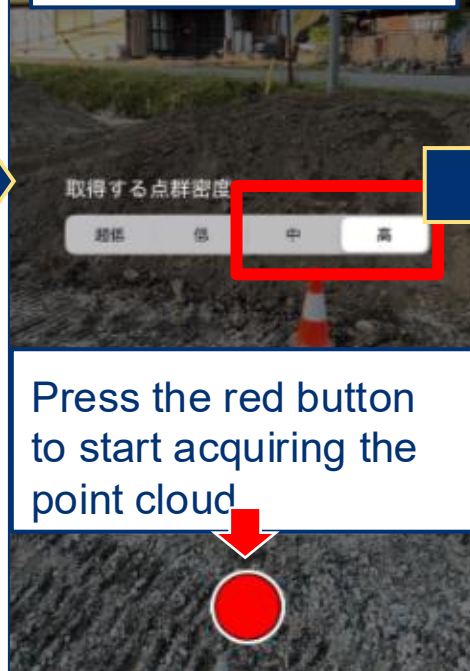 取得する点群密度
超低 低 中 高
Press the red button
to start acquiring the
point cloud